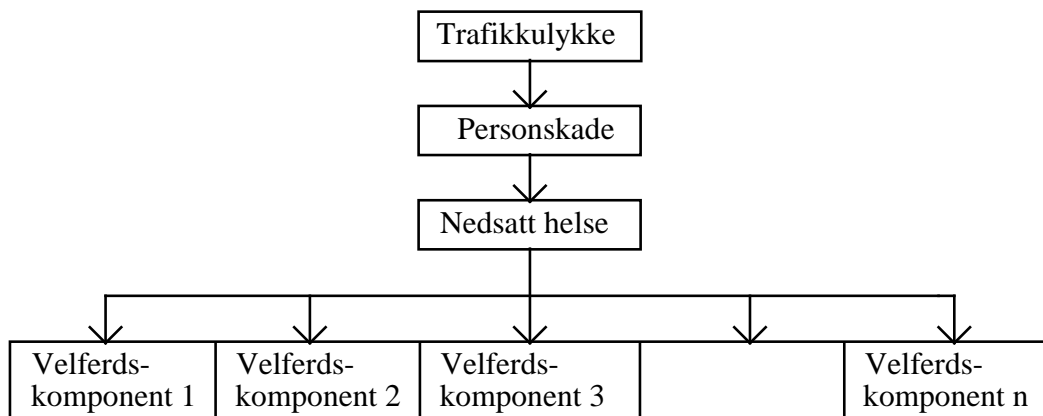 Trafikkulykke
Personskade
Nedsatt helse
Velferds-
komponent 1
Velferds-
komponent 2
Velferds-
komponent 3
Velferds-
komponent n